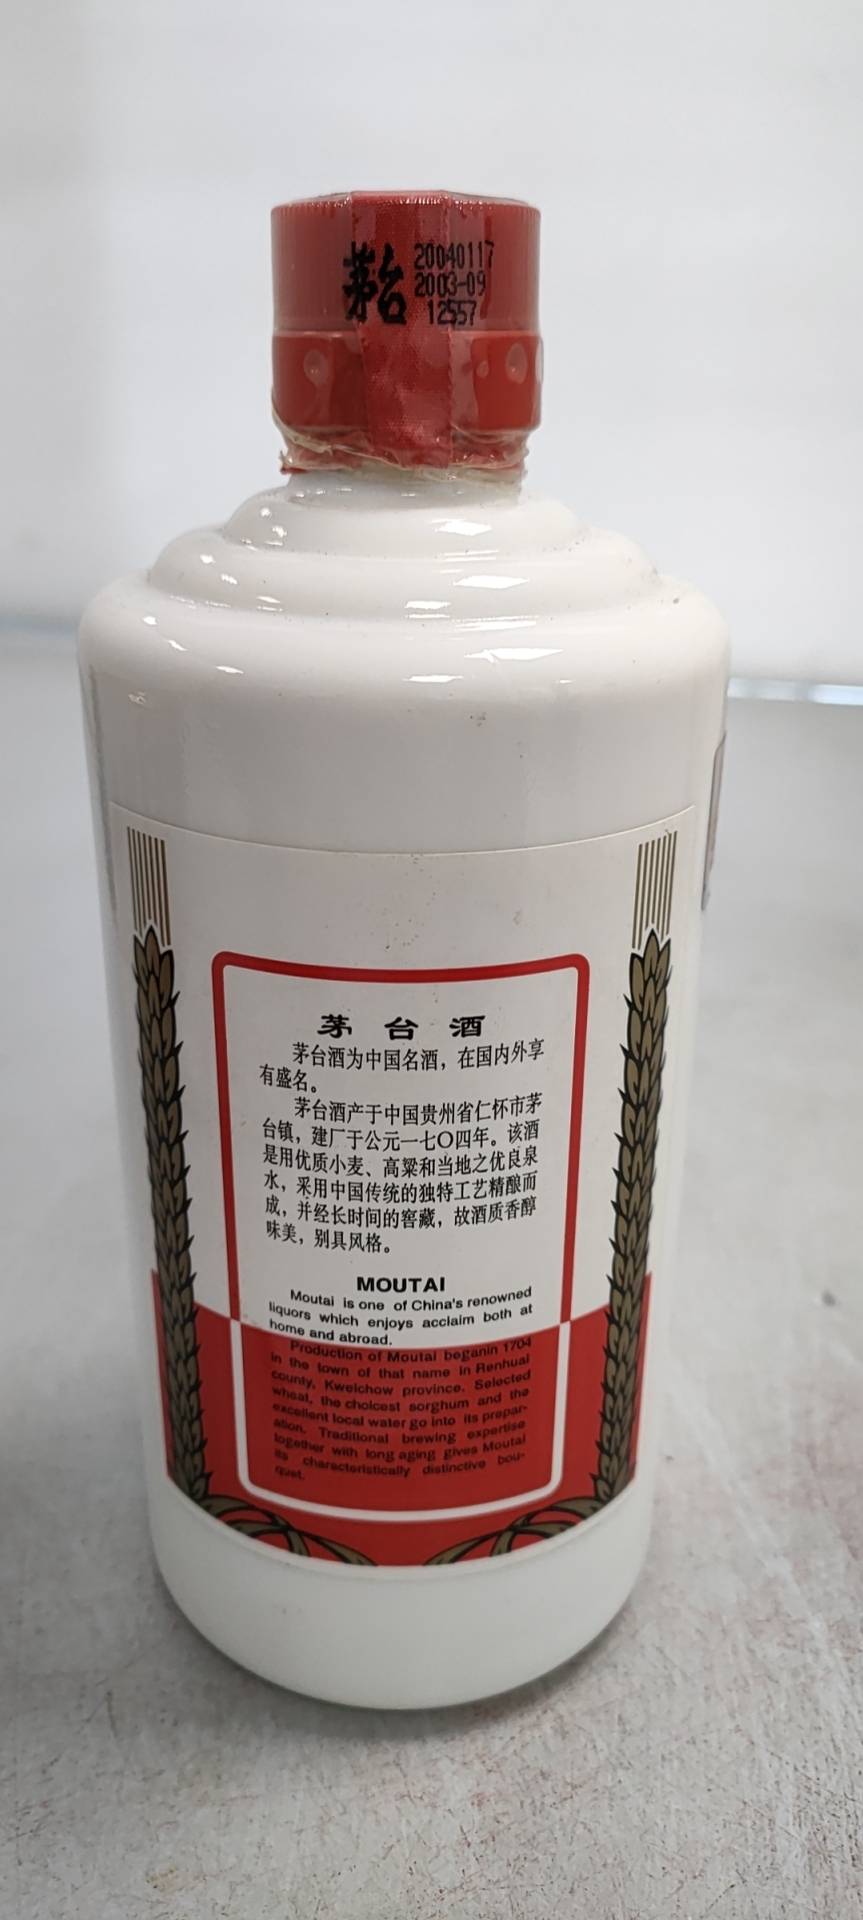 茅台
20040117
2003-09
12557
茅台酒
茅台酒为中国名酒，在国内外享
有盛名。
茅台酒产于中国贵州省仁怀市茅
台镇，建厂于公元一七〇四年。该酒
是用优质小麦、高粱和当地之优良泉
水，采用中国传统的独特工艺精酿而
成，并经长时间的窖藏，故酒质香醇
味美，别具风格。
MOUTAI
Moutai is one of China's renowned
liquors which enjoys acclaim both at
home and abroad.
Production of Moutai beganin 1704
in the town of that name in Renhuai
county, Kweichow province. Selected
wheat, the choicest sorghum and the
excellent local water go into its prepar-
ation. Traditional brewing expertise
together with long aging gives Moutai
its characteristically distinctive bou-
quet.